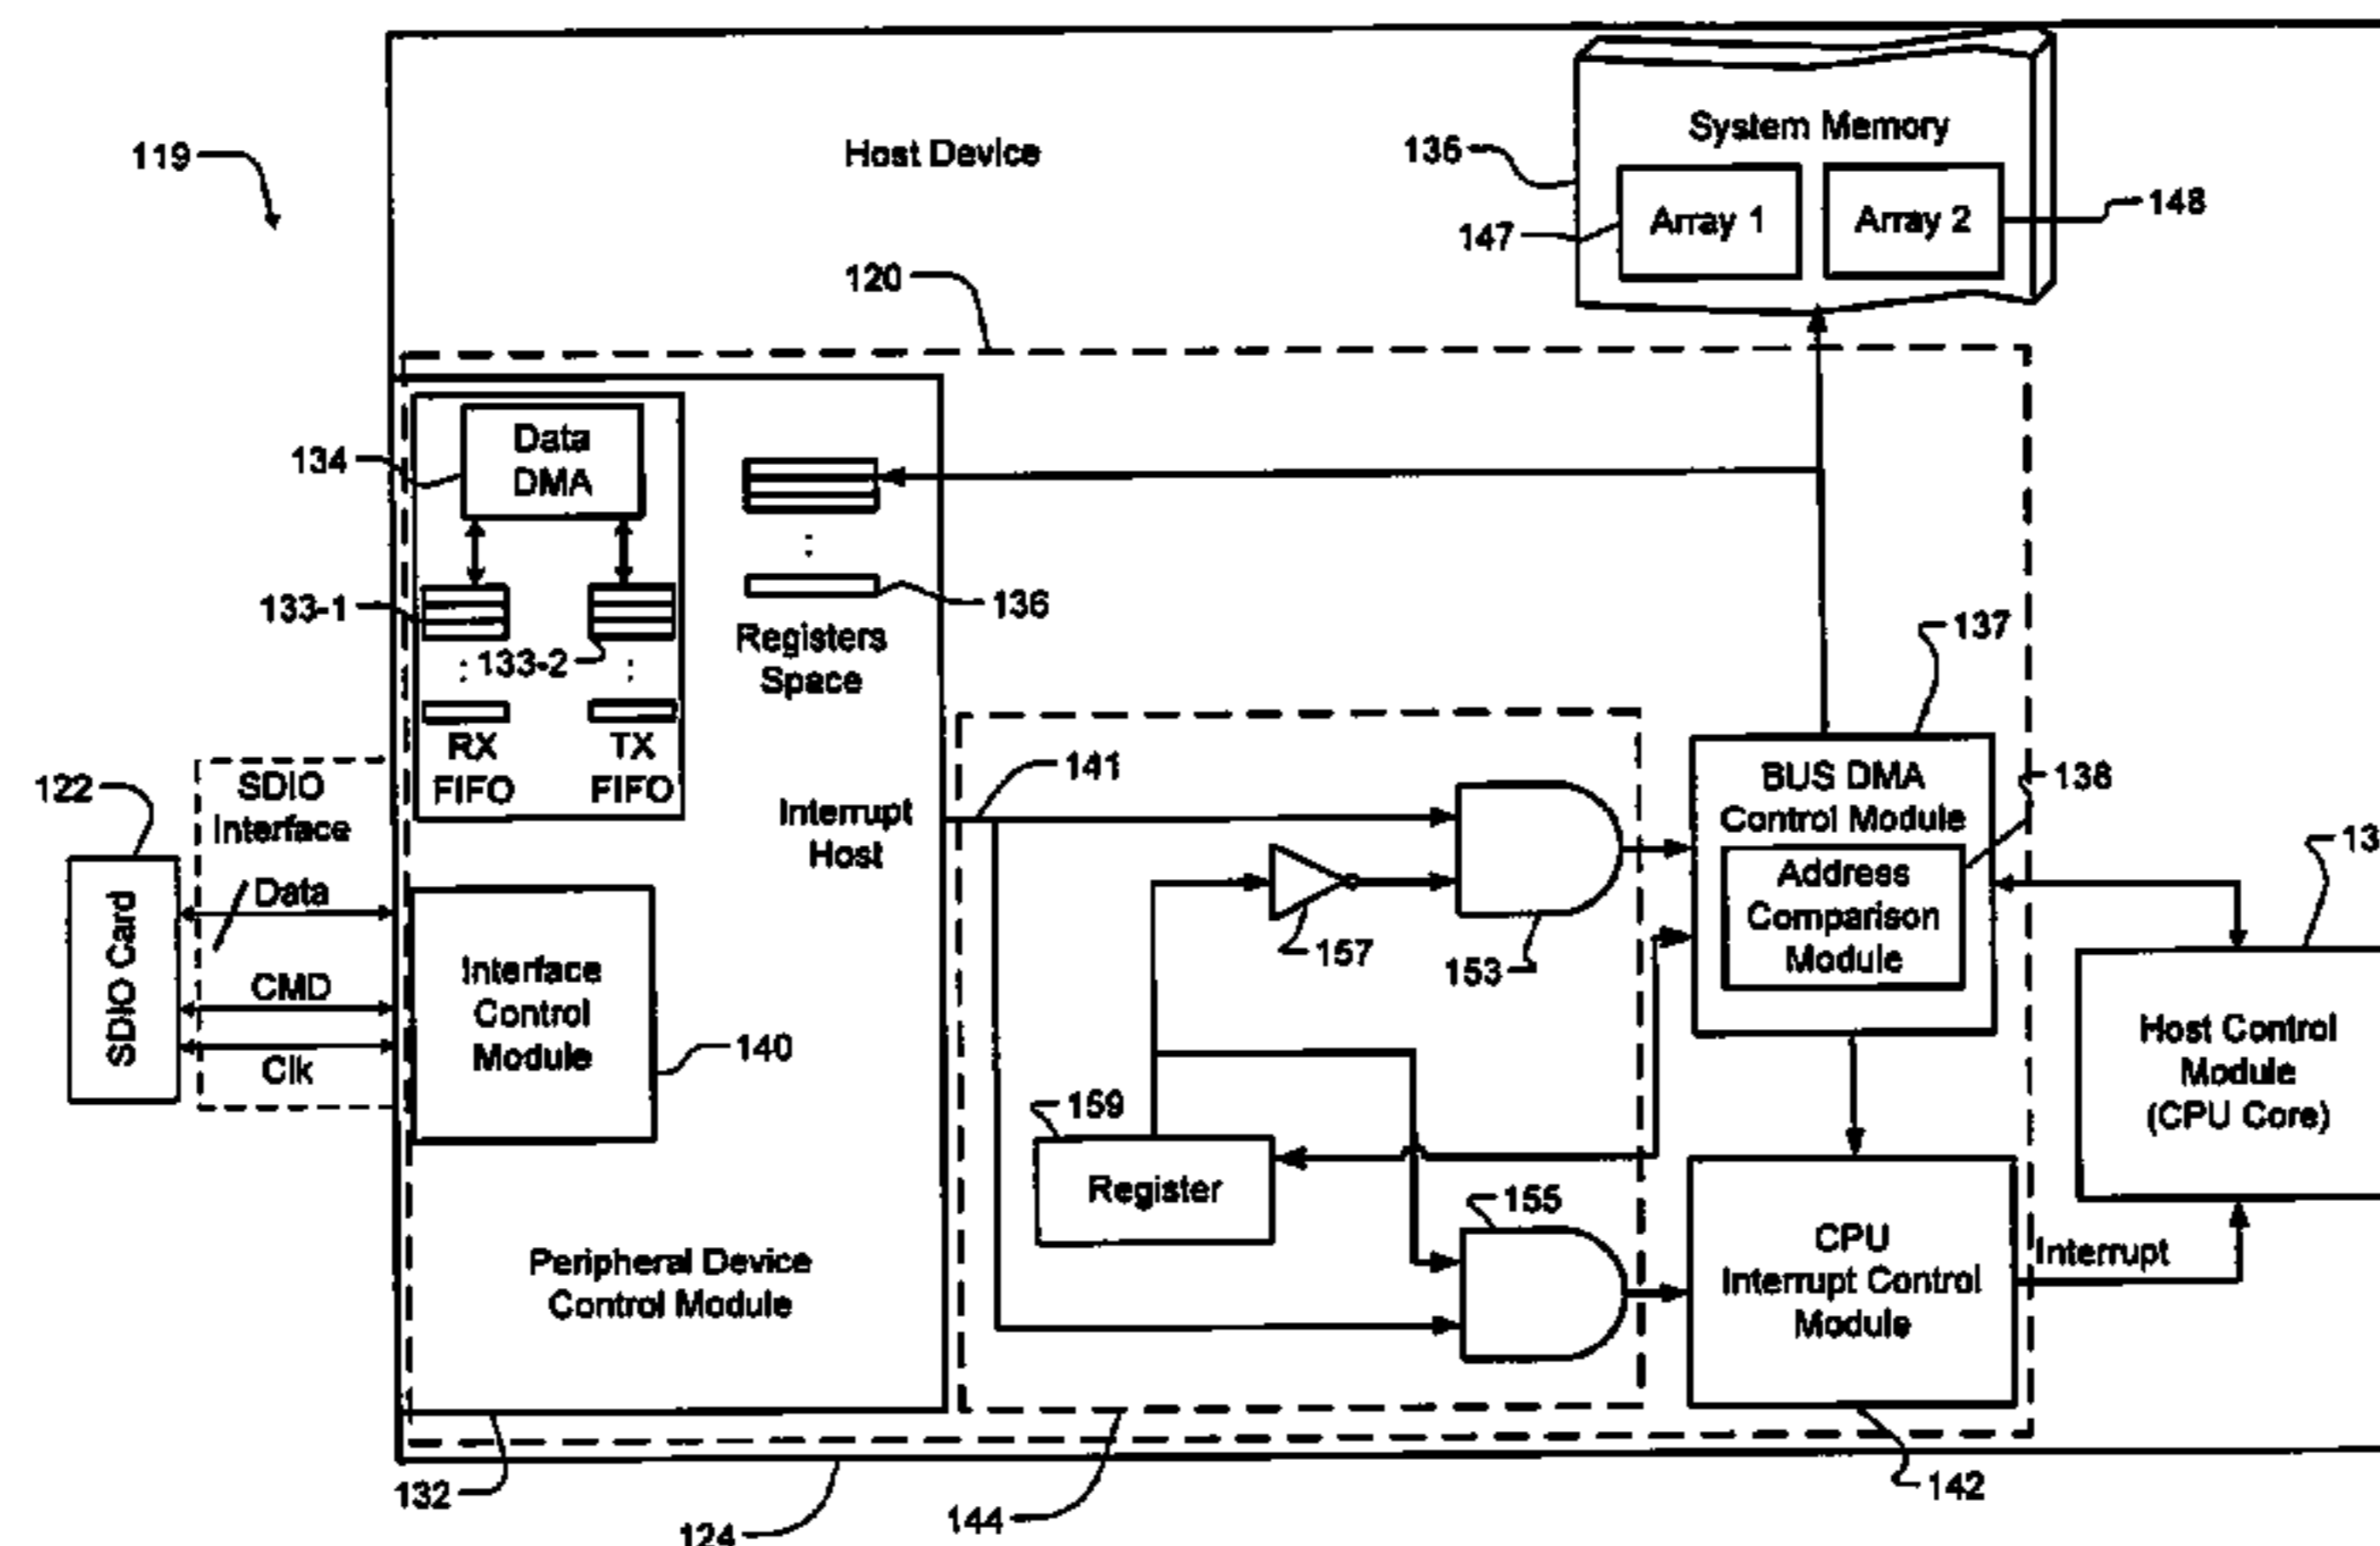 119
Host Device
135
System Memory
147
Array 1
Array 2
148
120
134
Data
DMA
133-1
133-2
136
Registers
Space
RX
FIFO
TX
FIFO
137
122
SDIO
Interface
SDIO Card
Data
CMD
Clk
Interrupt
Host
141
Interface
Control
Module
140
157
153
BUS DMA
Control Module
Address
Comparison
Module
138
Host Control
Module
(CPU Core)
159
Register
155
CPU
Interrupt Control
Module
Interrupt
Peripheral Device
Control Module
132
124
144
142